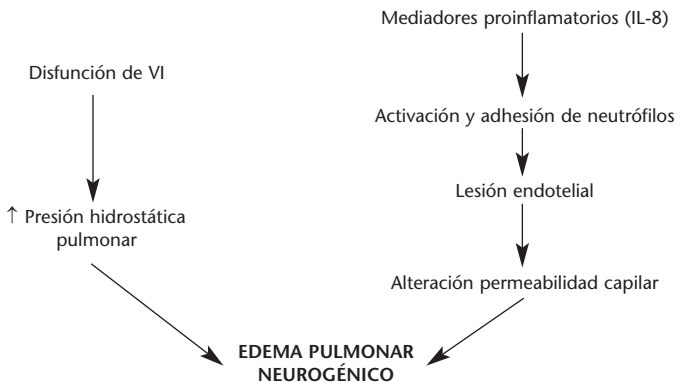 Mediadores proinflamatorios (IL-8)
Disfunción de VI
Activación y adhesión de neutrófilos
Lesión endotelial
↑ Presión hidrostática
pulmonar
Alteración permeabilidad capilar
EDEMA PULMONAR
NEUROGÉNICO